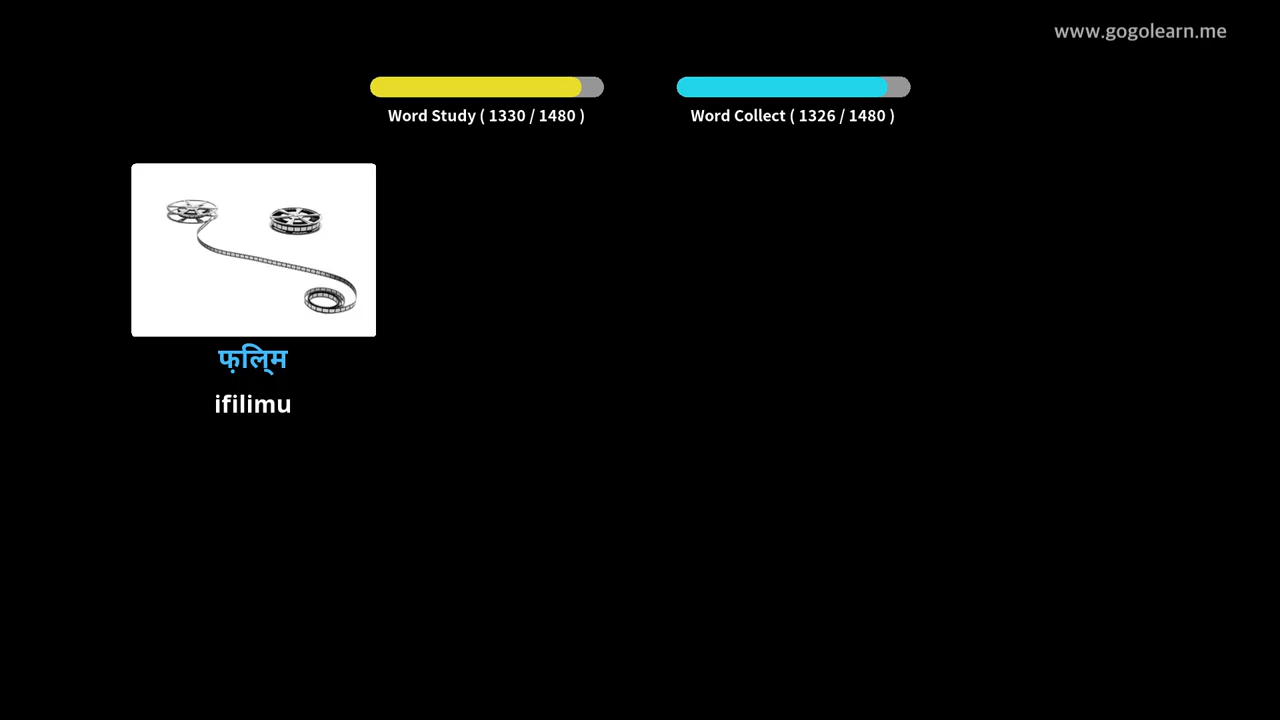 www.gogolearn.me
Word Study ( 1330 / 1480 )
Word Collect ( 1326 / 1480 )
फ़लि्म
ifilimu